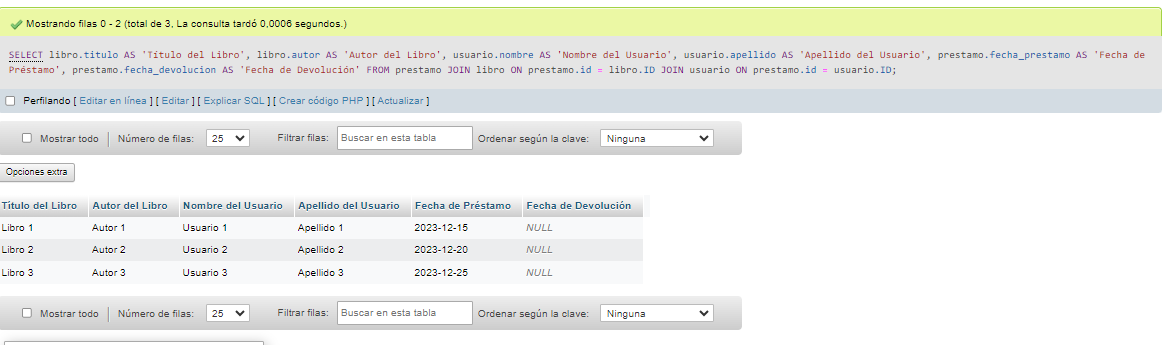 Mostrando filas 0 - 2 (total de 3, La consulta tardó 0,0006 segundos.)
SELECT libro.titulo AS 'Título del Libro', libro.autor AS 'Autor del Libro', usuario.nombre AS 'Nombre del Usuario', usuario.apellido AS 'Apellido del Usuario', prestamo.fecha_prestamo AS 'Fecha de
Préstamo', prestamo.fecha_devolucion AS 'Fecha de Devolución' FROM prestamo JOIN libro ON prestamo.id = libro.ID JOIN usuario ON prestamo.id = usuario.ID;
Perfilando [ Editar en línea ] [ Editar ] [ Explicar SQL ] [ Crear código PHP ] [ Actualizar ]
Mostrar todo | Número de filas: 25 Filtrar filas: Buscar en esta tabla Ordenar según la clave: Ninguna
Opciones extra
Título del Libro Autor del Libro Nombre del Usuario Apellido del Usuario Fecha de Préstamo Fecha de Devolución
Libro 1 Autor 1 Usuario 1 Apellido 1 2023-12-15 NULL
Libro 2 Autor 2 Usuario 2 Apellido 2 2023-12-20 NULL
Libro 3 Autor 3 Usuario 3 Apellido 3 2023-12-25 NULL
Mostrar todo | Número de filas: 25 Filtrar filas: Buscar en esta tabla Ordenar según la clave: Ninguna